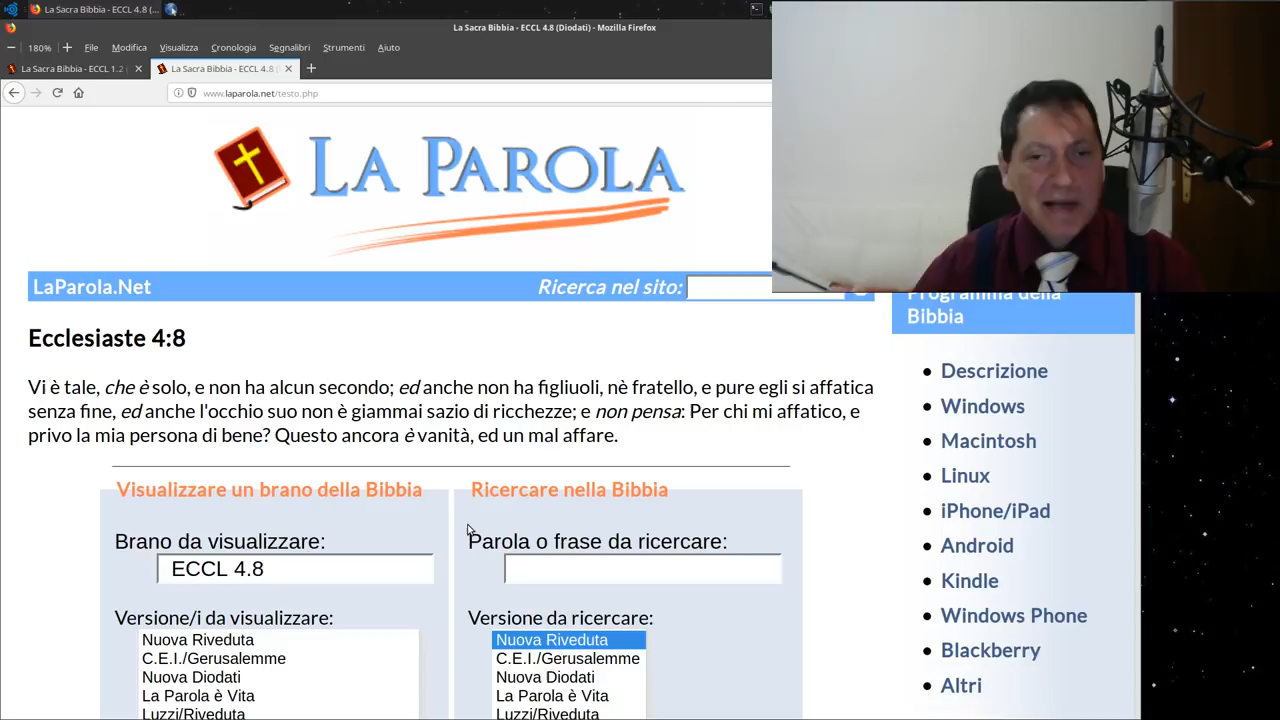 La Sacra Bibbia - ECCL 4.8 (...
La Sacra Bibbia - ECCL 4.8 (Diodati) - Mozilla Firefox
180%
File Modifica Visualizza Cronologia Segnalibri Strumenti Aiuto
La Sacra Bibbia - ECCL 1.2
La Sacra Bibbia - ECCL 4.8
www.laparola.net/testo.php
LA PAROLA
LaParola.Net
Ricerca nel sito:
Programma della
Bibbia
Ecclesiaste 4:8
Vi è tale, che è solo, e non ha alcun secondo; ed anche non ha figliuoli, nè fratello, e pure egli si affatica
senza fine, ed anche l'occhio suo non è giammai sazio di ricchezze; e non pensa: Per chi mi affatico, e
privo la mia persona di bene? Questo ancora è vanità, ed un mal affare.
Visualizzare un brano della Bibbia
Brano da visualizzare:
ECCL 4.8
Versione/i da visualizzare:
Nuova Riveduta
C.E.I./Gerusalemme
Nuova Diodati
La Parola è Vita
Luzzi/Riveduta
Ricercare nella Bibbia
Parola o frase da ricercare:
Versione da ricercare:
Nuova Riveduta
C.E.I./Gerusalemme
Nuova Diodati
La Parola è Vita
Luzzi/Riveduta
Descrizione
Windows
Macintosh
Linux
iPhone/iPad
Android
Kindle
Windows Phone
Blackberry
Altri